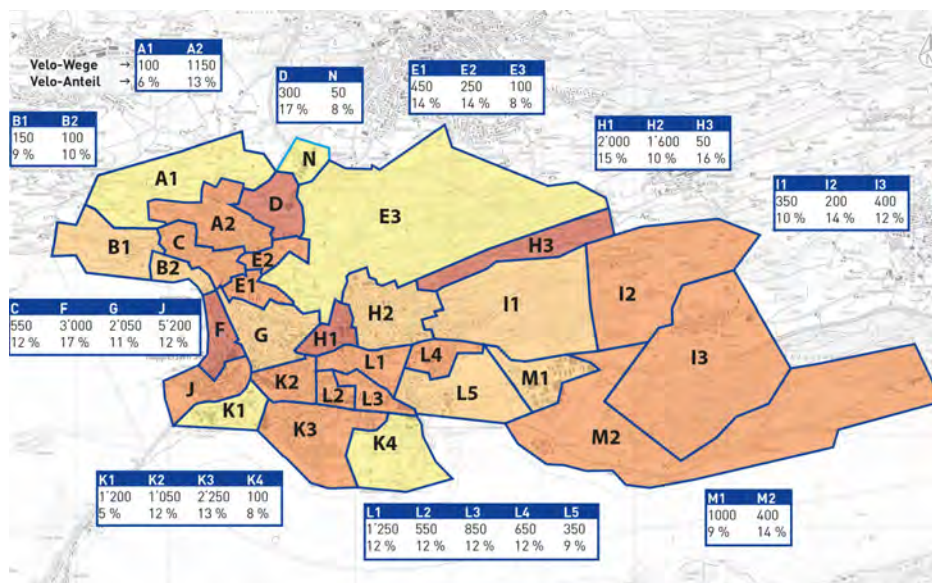 A1 A2
Velo-Wege → 100 1150
Velo-Anteil → 6 % 13 %
D N
300 50
17 % 8 %
E1 E2 E3
450 250 100
14 % 14 % 8 %
B1 B2
150 100
9 % 10 %
H1 H2 H3
2'000 1'600 50
15 % 10 % 16 %
I1 I2 I3
350 200 400
10 % 14 % 12 %
N
A1
D
A2
E3
B1
C
B2
E2
E1
H3
I2
I1
H2
C F G J
550 3'000 2'050 5'200
12 % 17 % 11 % 12 %
F
G
H1
I3
L1
L4
M1
J
K2
L2
L3
L5
K1
K3
K4
M2
K1 K2 K3 K4
1'200 1'050 2'250 100
5 % 12 % 13 % 8 %
L1 L2 L3 L4 L5
1'250 550 850 650 350
12 % 12 % 12 % 12 % 9 %
M1 M2
1000 400
9 % 14 %